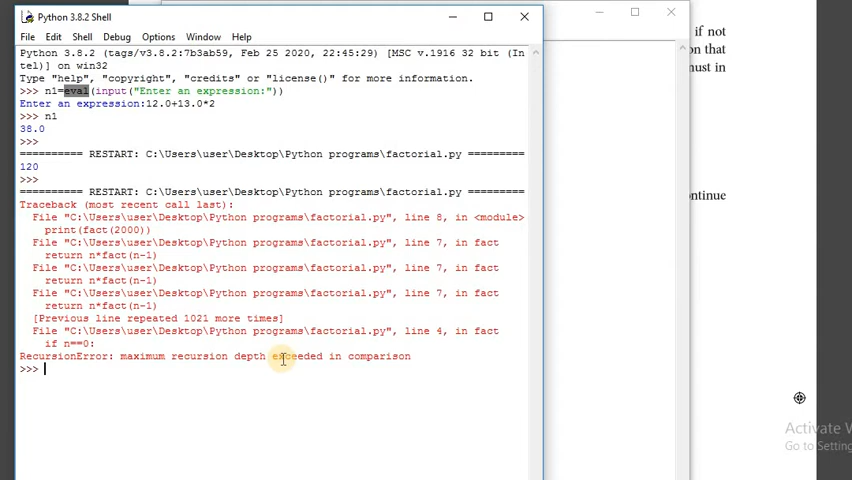 Python 3.8.2 Shell
File Edit Shell Debug Options Window Help
Python 3.8.2 (tags/v3.8.2:7b3ab59, Feb 25 2020, 22:45:29) [MSC v.1916 32 bit (In
tel)] on win32
Type "help", "copyright", "credits" or "license()" for more information.
>>> n1=eval(input("Enter an expression:"))
Enter an expression:12.0+13.0*2
>>> n1
38.0
>>>
========== RESTART: C:\Users\user\Desktop\Python programs\factorial.py =========
120
>>>
========== RESTART: C:\Users\user\Desktop\Python programs\factorial.py =========
Traceback (most recent call last):
  File "C:\Users\user\Desktop\Python programs\factorial.py", line 8, in <module>
    print(fact(2000))
  File "C:\Users\user\Desktop\Python programs\factorial.py", line 7, in fact
    return n*fact(n-1)
  File "C:\Users\user\Desktop\Python programs\factorial.py", line 7, in fact
    return n*fact(n-1)
  File "C:\Users\user\Desktop\Python programs\factorial.py", line 7, in fact
    return n*fact(n-1)
  [Previous line repeated 1021 more times]
  File "C:\Users\user\Desktop\Python programs\factorial.py", line 4, in fact
    if n==0:
RecursionError: maximum recursion depth exceeded in comparison
>>>
if not
on that
must in
ntinue
Activate W
Go to Setting